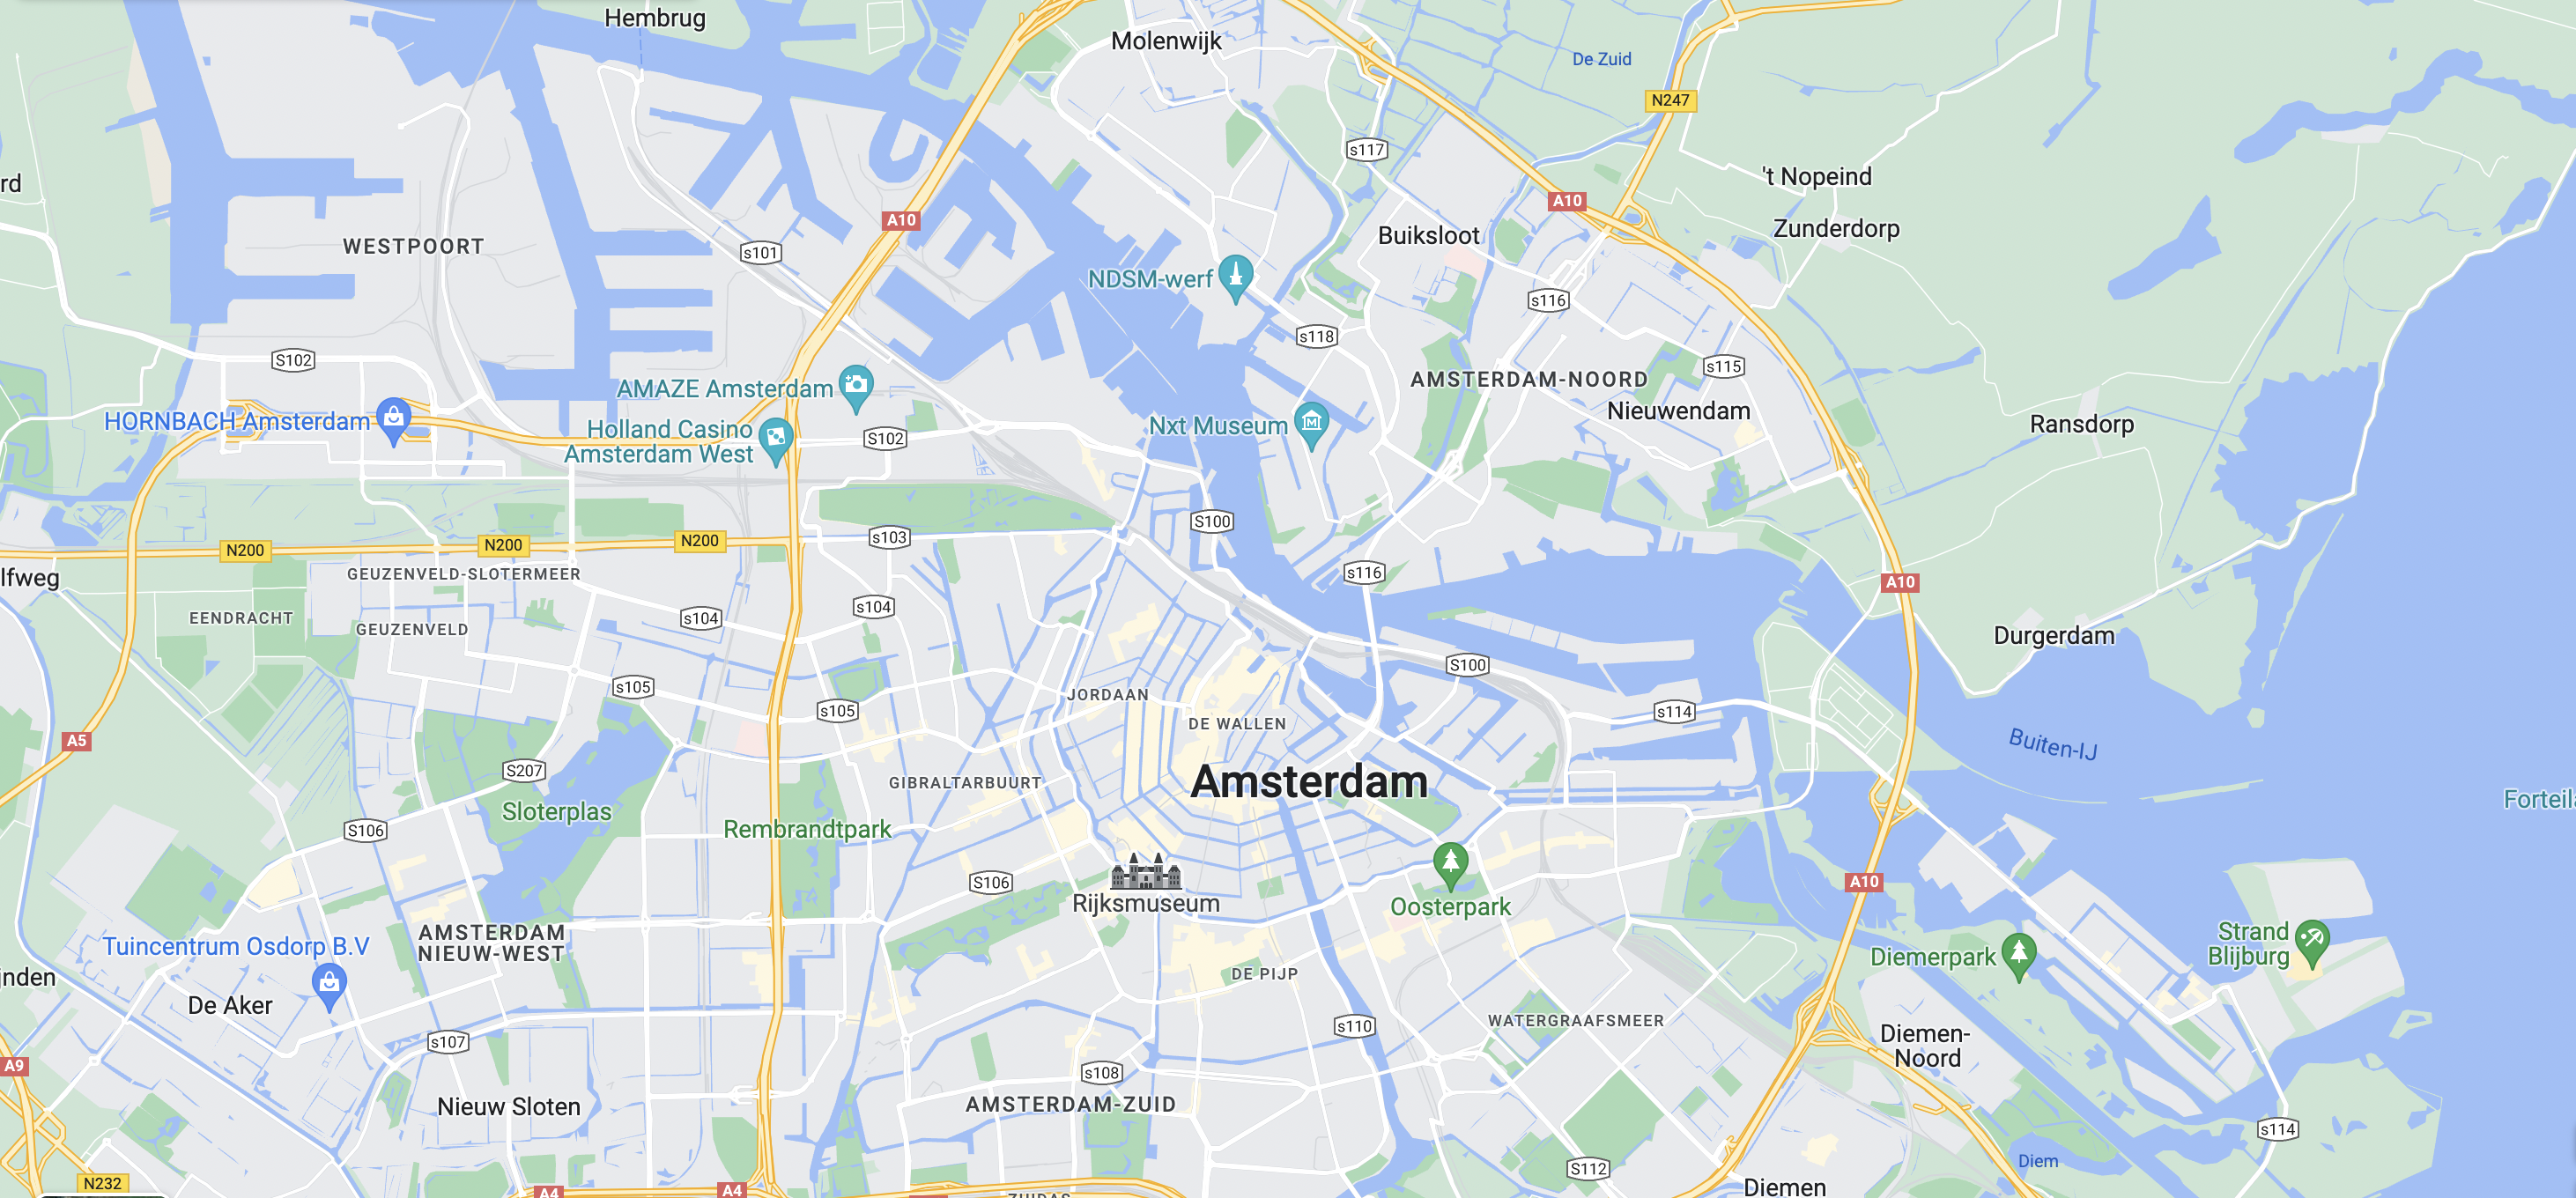 Hembrug
Molenwijk
De Zuid
N247
s117
't Nopeind
rd
A10
A10
Zunderdorp
Buiksloot
WESTPOORT
s101
NDSM-werf
s116
s118
S102
s115
AMSTERDAM-NOORD
AMAZE Amsterdam
Nieuwendam
HORNBACH Amsterdam
Ransdorp
Nxt Museum
Holland Casino
Amsterdam West
S102
S100
s103
N200
N200
N200
s116
GEUZENVELD-SLOTERMEER
lfweg
A10
s104
s104
EENDRACHT
GEUZENVELD
Durgerdam
S100
s105
JORDAAN
s105
s114
DE WALLEN
A5
Buiten-IJ
S207
GIBRALTARBUURT
Amsterdam
Forteil
Sloterplas
S106
Rembrandtpark
S106
A10
Rijksmuseum
Oosterpark
AMSTERDAM
NIEUW-WEST
Strand
Blijburg
Tuincentrum Osdorp B.V
Diemerpark
DE PIJP
jnden
De Aker
WATERGRAAFSMEER
s110
Diemen-
Noord
s107
A9
s108
Nieuw Sloten
AMSTERDAM-ZUID
s114
Diem
S112
N232
Diemen
A4
A4
ZUIDAS